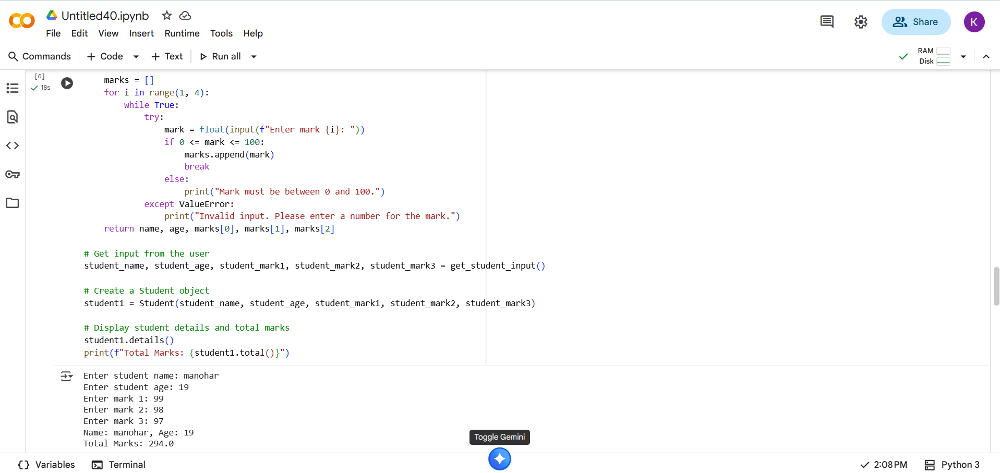 Untitled40.ipynb
File Edit View Insert Runtime Tools Help
Share
K
Commands + Code + Text Run all
RAM
Disk
[6]
18s
marks = []
for i in range(1, 4):
while True:
try:
mark = float(input(f"Enter mark {i}: "))
if 0 <= mark <= 100:
marks.append(mark)
break
else:
print("Mark must be between 0 and 100.")
except ValueError:
print("Invalid input. Please enter a number for the mark.")
return name, age, marks[0], marks[1], marks[2]
# Get input from the user
student_name, student_age, student_mark1, student_mark2, student_mark3 = get_student_input()
# Create a Student object
student1 = Student(student_name, student_age, student_mark1, student_mark2, student_mark3)
# Display student details and total marks
student1.details()
print(f"Total Marks: {student1.total()}")
Enter student name: manohar
Enter student age: 19
Enter mark 1: 99
Enter mark 2: 98
Enter mark 3: 97
Name: manohar, Age: 19
Total Marks: 294.0
Toggle Gemini
{} Variables Terminal
2:08 PM Python 3